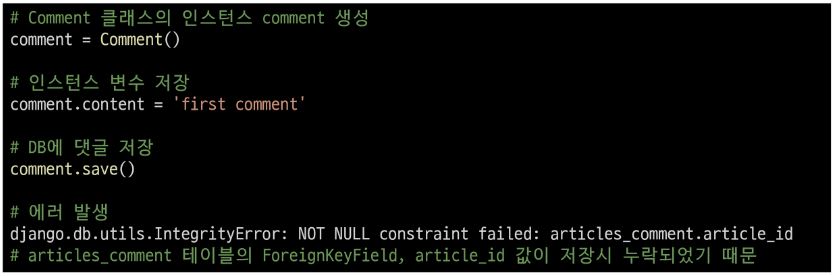 # Comment 클래스의 인스턴스 comment 생성
comment = Comment()
# 인스턴스 변수 저장
comment.content = 'first comment'
# DB에 댓글 저장
comment.save()
# 에러 발생
django.db.utils.IntegrityError: NOT NULL constraint failed: articles_comment.article_id
# articles_comment 테이블의 ForeignKeyField, article_id 값이 저장시 누락되었기 때문